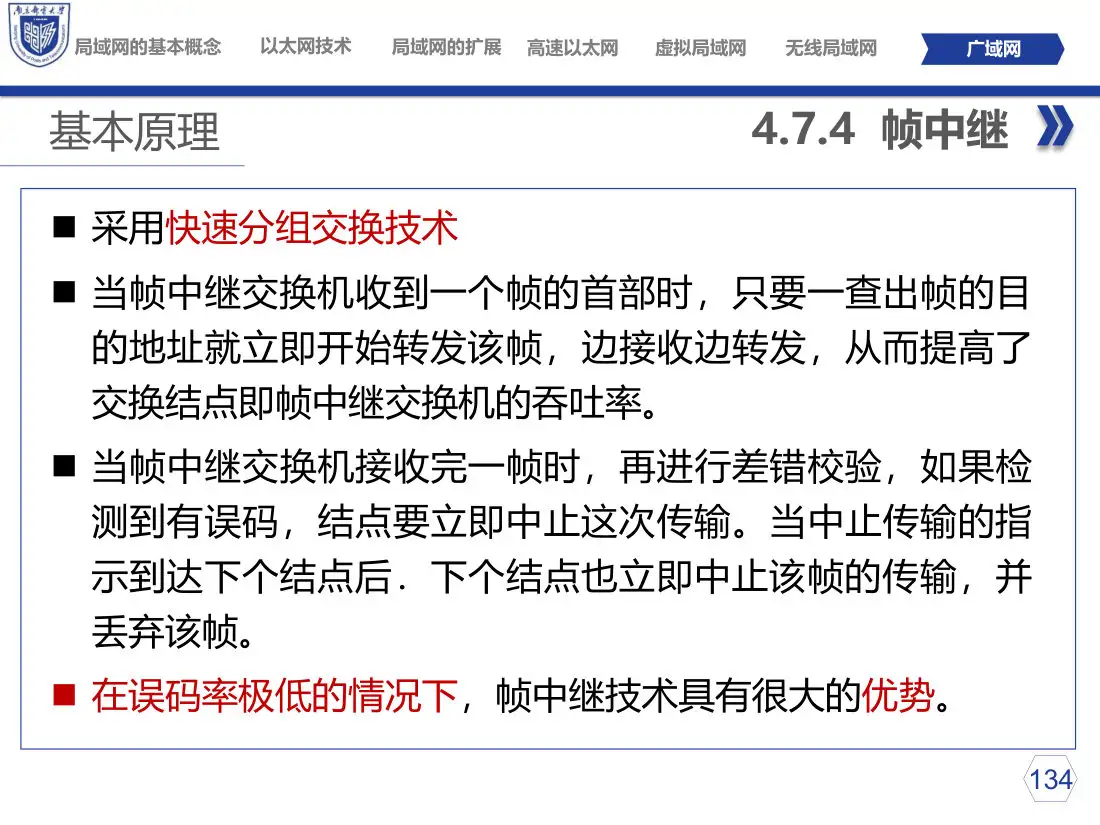 南京邮电大学
局域网的基本概念 以太网技术 局域网的扩展 高速以太网 虚拟局域网 无线局域网 广域网
基本原理
4.7.4 帧中继
采用快速分组交换技术
当帧中继交换机收到一个帧的首部时，只要一查出帧的目
的地址就立即开始转发该帧，边接收边转发，从而提高了
交换结点即帧中继交换机的吞吐率。
当帧中继交换机接收完一帧时，再进行差错校验，如果检
测到有误码，结点要立即中止这次传输。当中止传输的指
示到达下个结点后．下个结点也立即中止该帧的传输，并
丢弃该帧。
在误码率极低的情况下，帧中继技术具有很大的优势。
134